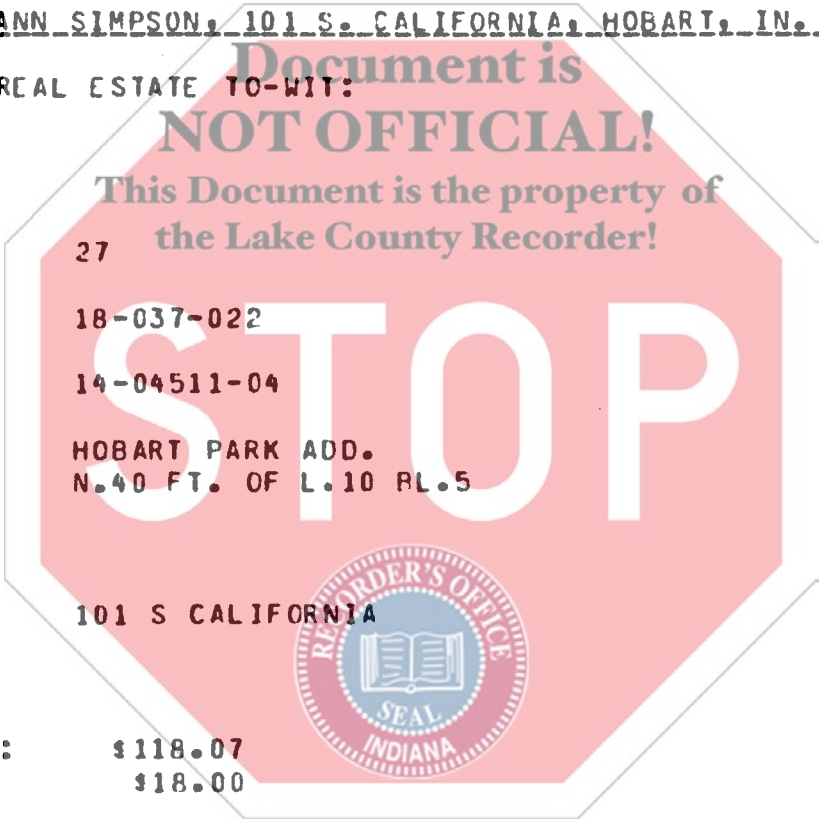 ANN SIMPSON, 101 S. CALIFORNIA, HOBART, IN.
Document is
REAL ESTATE TO-WIT:
NOT OFFICIAL!
This Document is the property of
the Lake County Recorder!
27
18-037-022
STOP
14-04511-04
HOBART PARK ADD.
N.40 FT. OF L.10 BL.5
RECORDER'S OFFICE
101 S CALIFORNIA
SEAL
INDIANA
: $118.07
$18.00